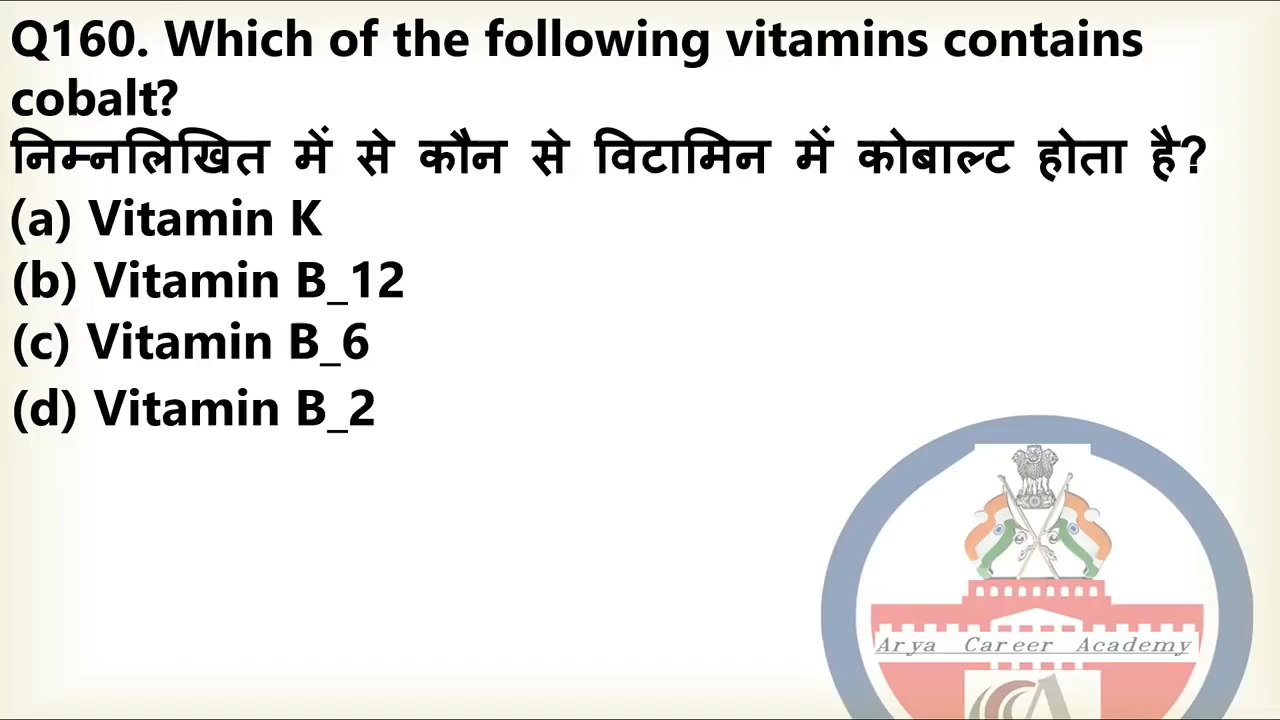 Q160. Which of the following vitamins contains
cobalt?
निम्नलिखित में से कौन से विटामिन में कोबाल्ट होता है?
(a) Vitamin K
(b) Vitamin B_12
(c) Vitamin B_6
(d) Vitamin B_2
Arya Career Academy